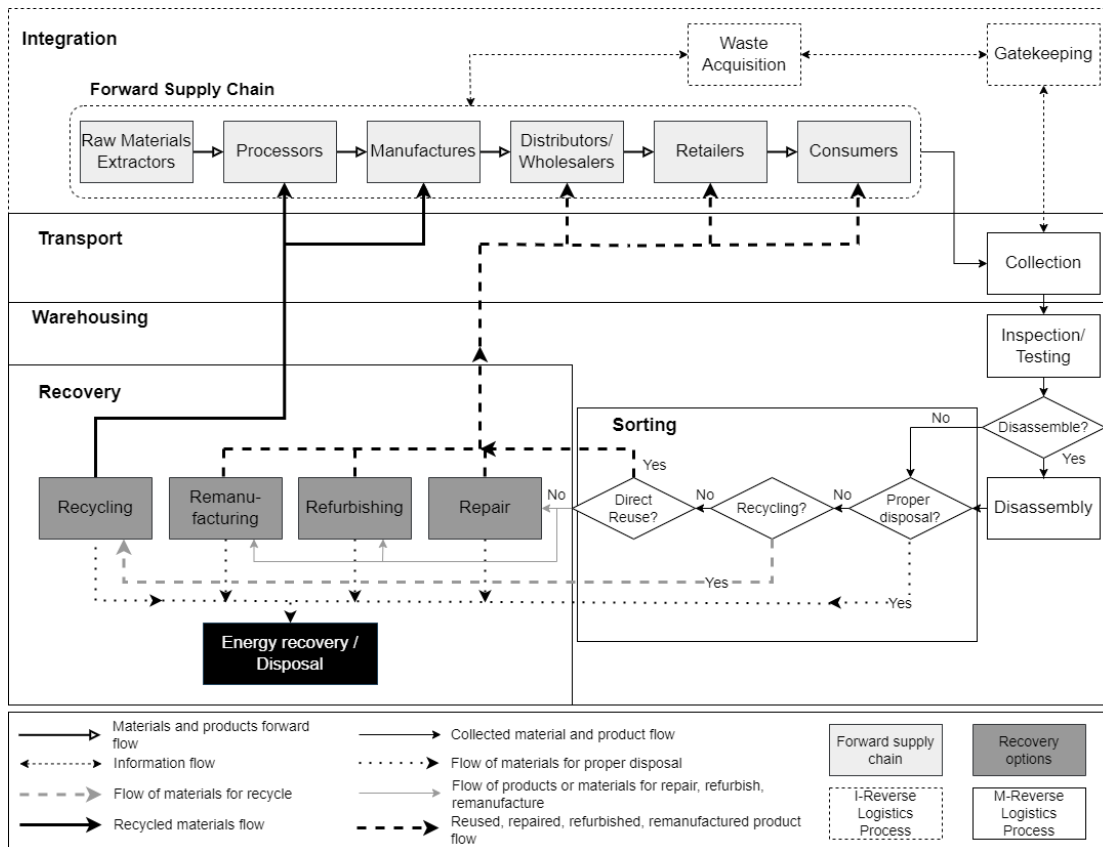 Integration
Waste
Acquisition
Gatekeeping
Forward Supply Chain
Raw Materials
Extractors
Processors
Manufactures
Distributors/
Wholesalers
Retailers
Consumers
Transport
Collection
Warehousing
Inspection/
Testing
Recovery
Sorting
No
Disassemble?
Yes
Yes
Recycling
Remanu-
facturing
Refurbishing
Repair
No
Direct
Reuse?
No
Recycling?
No
Proper
disposal?
Disassembly
Yes
Yes
Energy recovery /
Disposal
Materials and products forward
flow
Information flow
Flow of materials for recycle
Recycled materials flow
Collected material and product flow
Flow of materials for proper disposal
Flow of products or materials for repair, refurbish,
remanufacture
Reused, repaired, refurbished, remanufactured product
flow
Forward supply
chain
Recovery
options
I-Reverse
Logistics
Process
M-Reverse
Logistics
Process